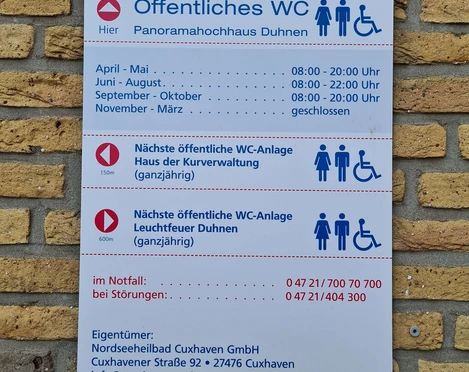 Öffentliches WC
Hier
Panoramahochhaus Duhnen
April - Mai . . . . . . . . . . . . . . . 08:00 - 20:00 Uhr
Juni - August . . . . . . . . . . . . . . 08:00 - 22:00 Uhr
September - Oktober . . . . . . . . . 08:00 - 20:00 Uhr
November - März . . . . . . . . . . . geschlossen
Nächste öffentliche WC-Anlage
Haus der Kurverwaltung
(ganzjährig)
150m
Nächste öffentliche WC-Anlage
Leuchtfeuer Duhnen
(ganzjährig)
600m
im Notfall: . . . . . . . . . . . . . 0 47 21/700 70 700
bei Störungen: . . . . . . . . . . . 0 47 21/404 300
Eigentümer:
Nordseeheilbad Cuxhaven GmbH
Cuxhavener Straße 92 • 27476 Cuxhaven